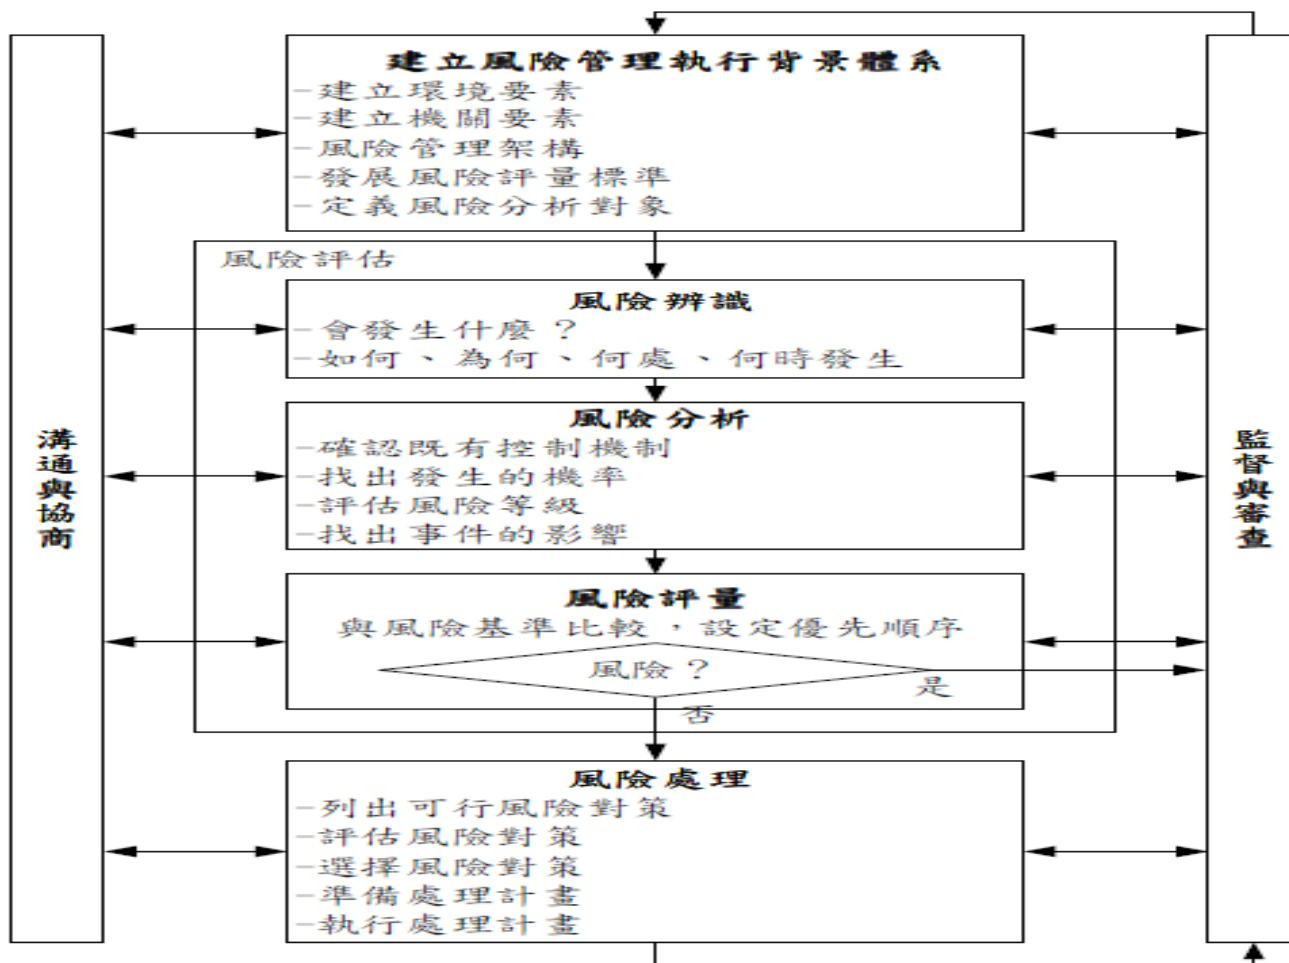 建立風險管理執行背景體系
-建立環境要素
-建立機關要素
-風險管理架構
-發展風險評量標準
-定義風險分析對象
風險評估
風險辨識
-會發生什麼？
-如何、為何、何處、何時發生
風險分析
-確認既有控制機制
-找出發生的機率
-評估風險等級
-找出事件的影響
溝通與協商
監督與審查
風險評量
與風險基準比較，設定優先順序
風險？
是
否
風險處理
-列出可行風險對策
-評估風險對策
-選擇風險對策
-準備處理計畫
-執行處理計畫